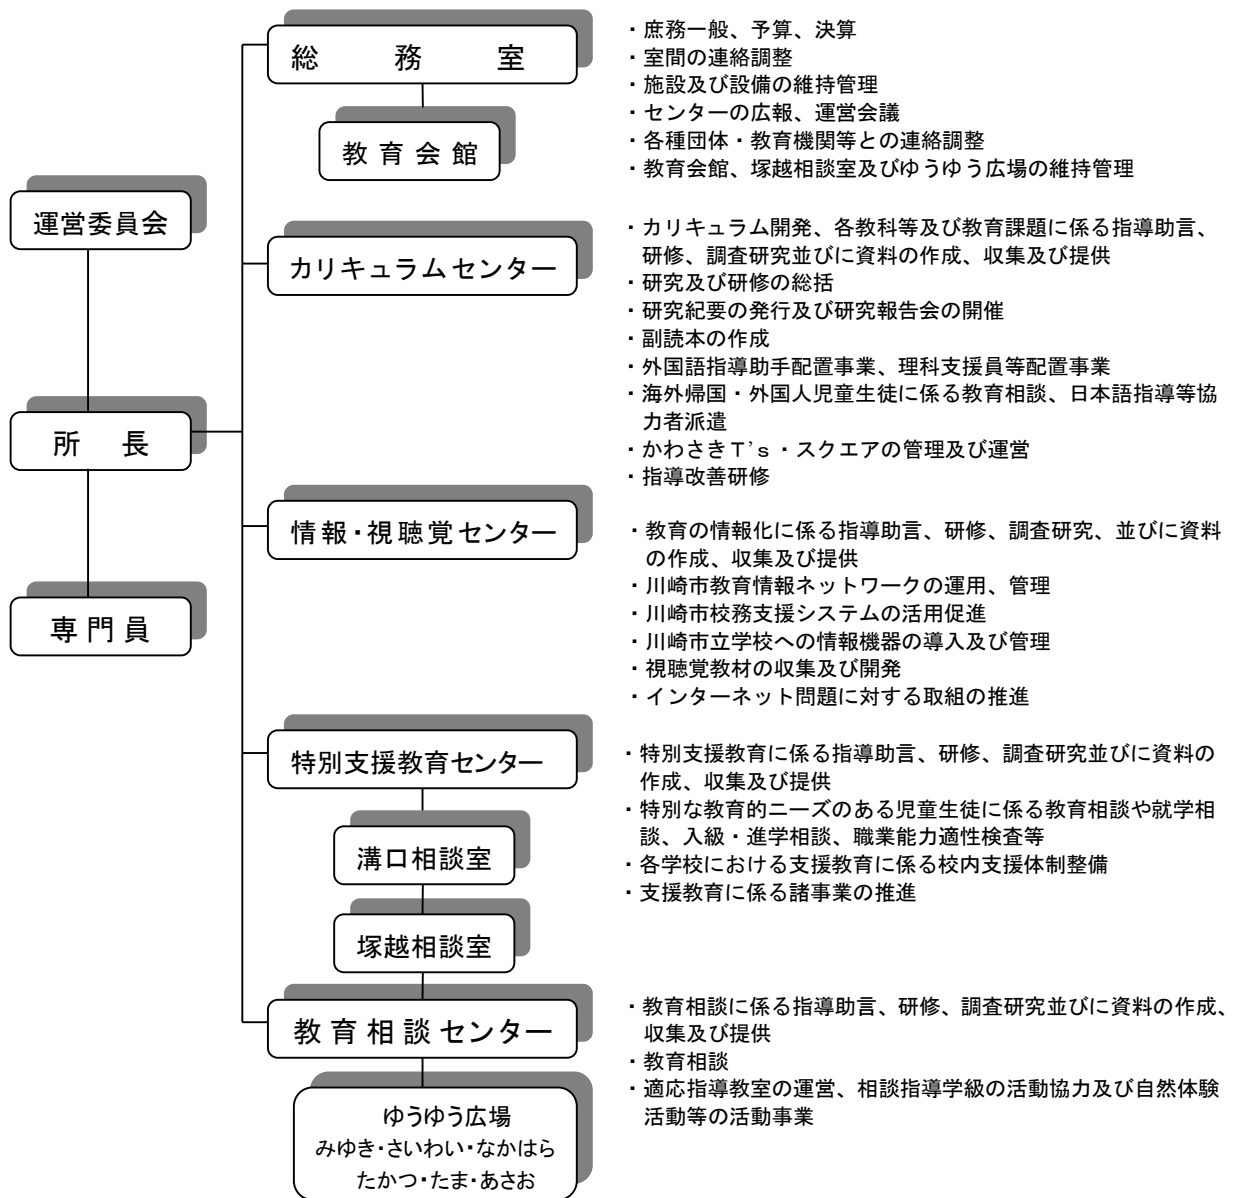 総務室
・庶務一般、予算、決算
・室間の連絡調整
・施設及び設備の維持管理
・センターの広報、運営会議
・各種団体・教育機関等との連絡調整
・教育会館、塚越相談室及びゆうゆう広場の維持管理
教育会館
運営委員会
カリキュラムセンター
・カリキュラム開発、各教科等及び教育課題に係る指導助言、
研修、調査研究並びに資料の作成、収集及び提供
・研究及び研修の総括
・研究紀要の発行及び研究報告会の開催
・副読本の作成
・外国語指導助手配置事業、理科支援員等配置事業
・海外帰国・外国人児童生徒に係る教育相談、日本語指導等協
力者派遣
・かわさきT’s・スクエアの管理及び運営
・指導改善研修
所長
情報・視聴覚センター
・教育の情報化に係る指導助言、研修、調査研究、並びに資料
の作成、収集及び提供
・川崎市教育情報ネットワークの運用、管理
・川崎市校務支援システムの活用促進
・川崎市立学校への情報機器の導入及び管理
・視聴覚教材の収集及び開発
・インターネット問題に対する取組の推進
専門員
特別支援教育センター
・特別支援教育に係る指導助言、研修、調査研究並びに資料の
作成、収集及び提供
・特別な教育的ニーズのある児童生徒に係る教育相談や就学相
談、入級・進学相談、職業能力適性検査等
・各学校における支援教育に係る校内支援体制整備
・支援教育に係る諸事業の推進
溝口相談室
塚越相談室
教育相談センター
・教育相談に係る指導助言、研修、調査研究並びに資料の作成、
収集及び提供
・教育相談
・適応指導教室の運営、相談指導学級の活動協力及び自然体験
活動等の活動事業
ゆうゆう広場
みゆき・さいわい・なかはら
たかつ・たま・あさお